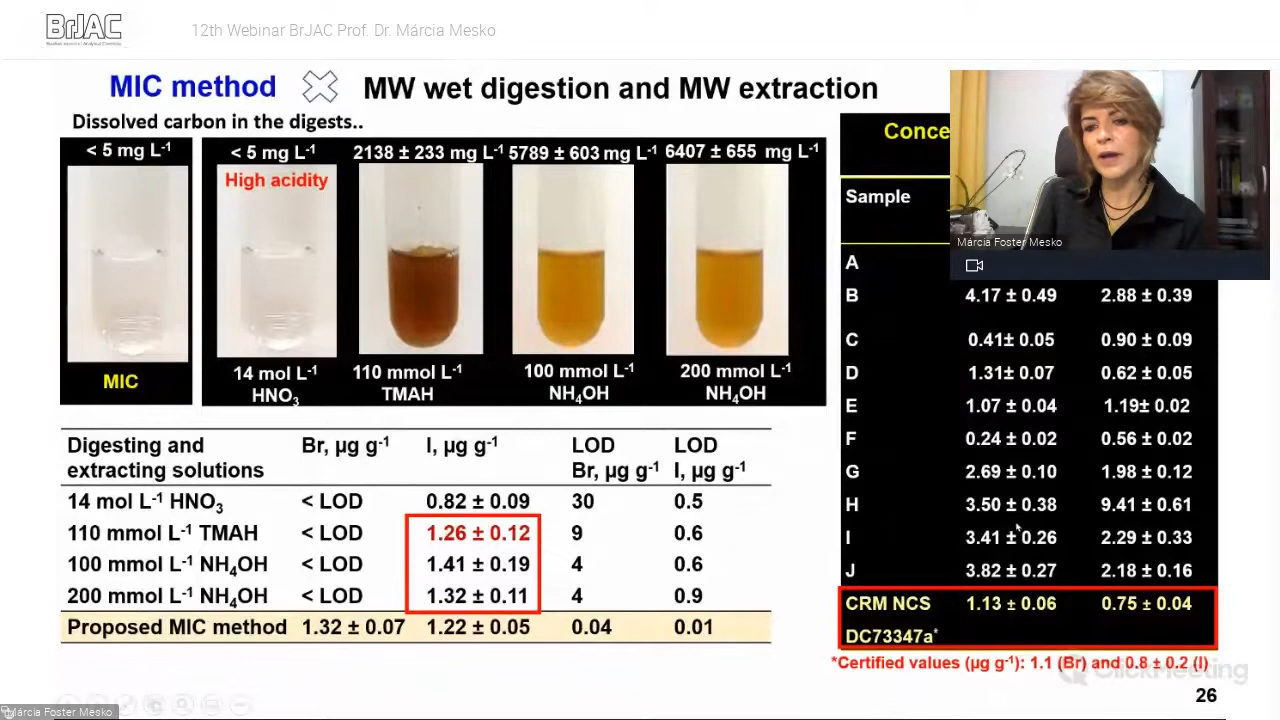 BrJAC
12th Webinar BrJAC Prof. Dr. Márcia Mesko
MIC method
MW wet digestion and MW extraction
Dissolved carbon in the digests..
< 5 mg L-1
< 5 mg L-1
2138 ± 233 mg L-1
5789 ± 603 mg L-1
6407 ± 655 mg L-1
High acidity
MIC
14 mol L-1
HNO3
110 mmol L-1
TMAH
100 mmol L-1
NH4OH
200 mmol L-1
NH4OH
Digesting and extracting solutions Br, µg g-1 I, µg g-1 LOD Br, µg g-1 LOD I, µg g-1
14 mol L-1 HNO3 < LOD 0.82 ± 0.09 30 0.5
110 mmol L-1 TMAH < LOD 1.26 ± 0.12 9 0.6
100 mmol L-1 NH4OH < LOD 1.41 ± 0.19 4 0.6
200 mmol L-1 NH4OH < LOD 1.32 ± 0.11 4 0.9
Proposed MIC method 1.32 ± 0.07 1.22 ± 0.05 0.04 0.01
Conce
Sample
A
B 4.17 ± 0.49 2.88 ± 0.39
C 0.41± 0.05 0.90 ± 0.09
D 1.31± 0.07 0.62 ± 0.05
E 1.07 ± 0.04 1.19± 0.02
F 0.24 ± 0.02 0.56 ± 0.02
G 2.69 ± 0.10 1.98 ± 0.12
H 3.50 ± 0.38 9.41 ± 0.61
I 3.41 ± 0.26 2.29 ± 0.33
J 3.82 ± 0.27 2.18 ± 0.16
CRM NCS 1.13 ± 0.06 0.75 ± 0.04
DC73347a*
*Certified values (µg g-1): 1.1 (Br) and 0.8 ± 0.2 (I)
ClickMeeting
26
Márcia Foster Mesko
Márcia Foster Mesko